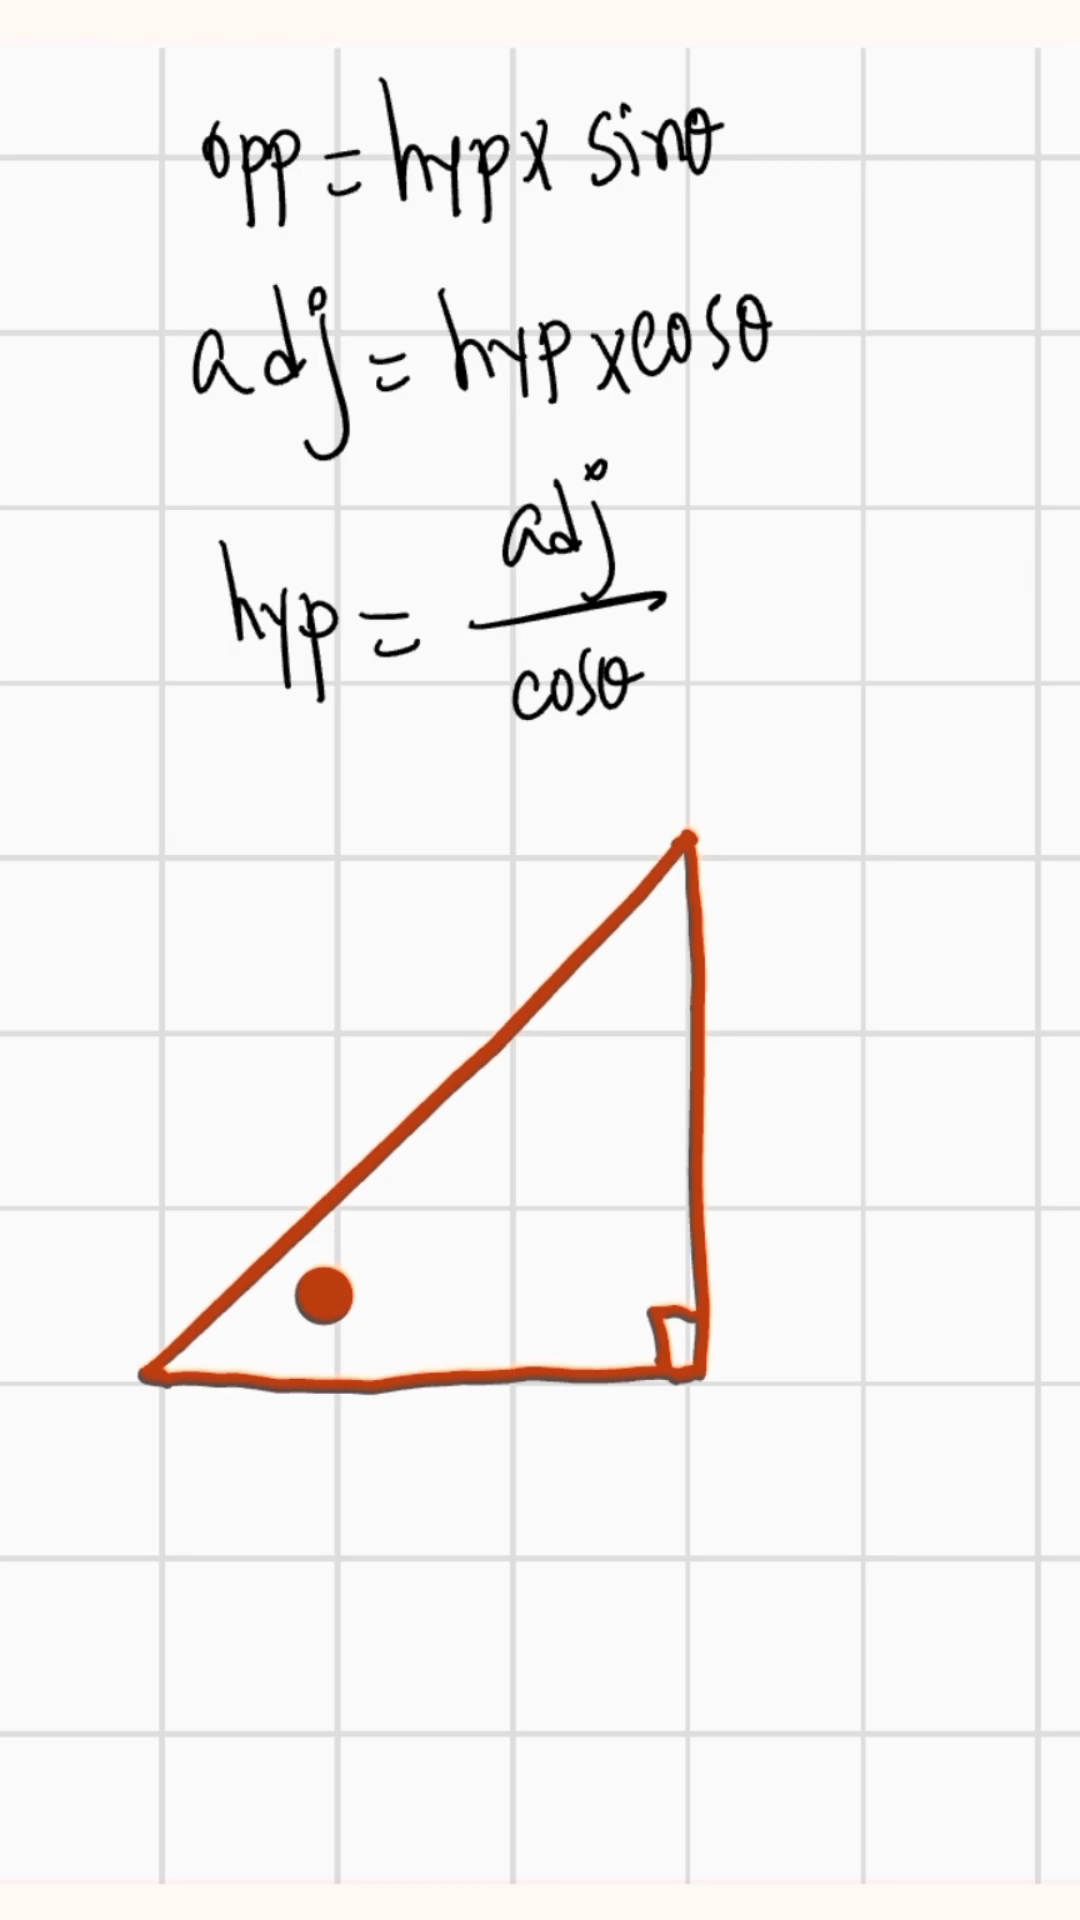 opp = hyp x sinθ
adj = hyp x cosθ
hyp = adj / cosθ